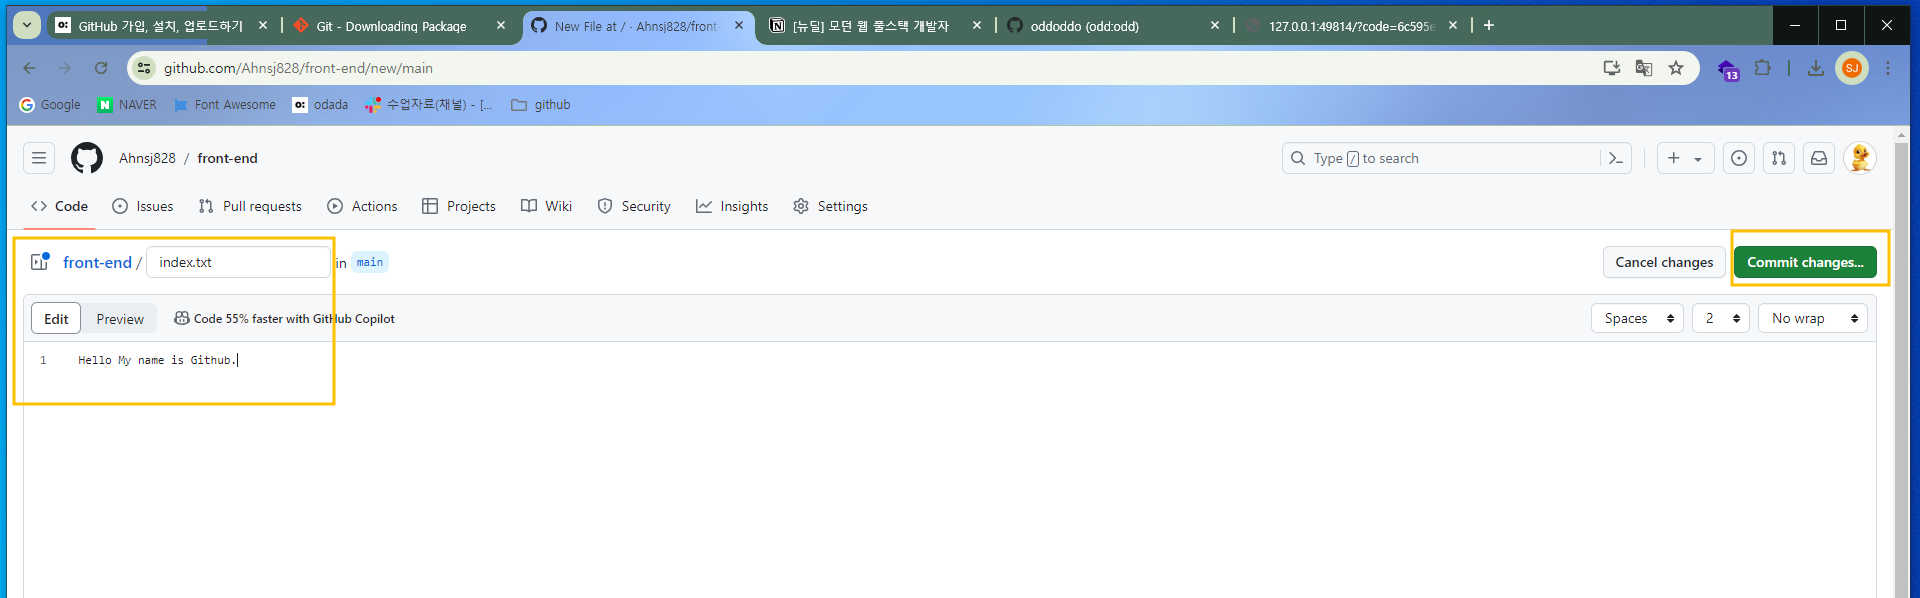 GitHub 가입, 설치, 업로드하기
Git - Downloading Package
New File at / · Ahnsj828/front-
[뉴딜] 모던 웹 풀스택 개발자
oddoddo (odd:odd)
127.0.0.1:49814/?code=6c595e
github.com/Ahnsj828/front-end/new/main
13
SJ
Google
NAVER
Font Awesome
odada
수업자료(채널) - [...
github
Ahnsj828 / front-end
Type / to search
Code
Issues
Pull requests
Actions
Projects
Wiki
Security
Insights
Settings
front-end / index.txt in main
Cancel changes
Commit changes...
Edit
Preview
Code 55% faster with GitHub Copilot
Spaces
2
No wrap
1 Hello My name is Github.